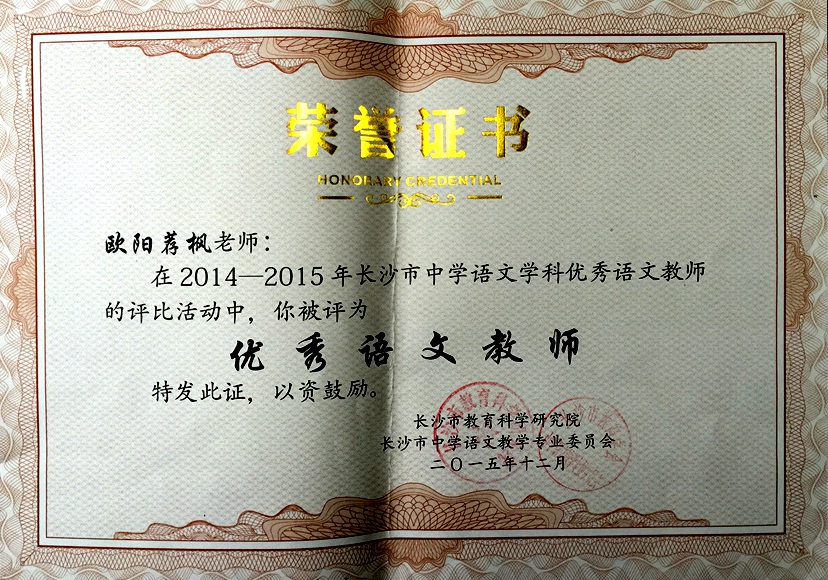 荣誉证书
HONORARY CREDENTIAL
欧阳荐枫老师：
在2014—2015年长沙市中学语文学科优秀语文教师
的评比活动中，你被评为
优秀语文教师
特发此证，以资鼓励。
长沙市教育科学研究院
长沙市中学语文教学专业委员会
二〇一五年十二月